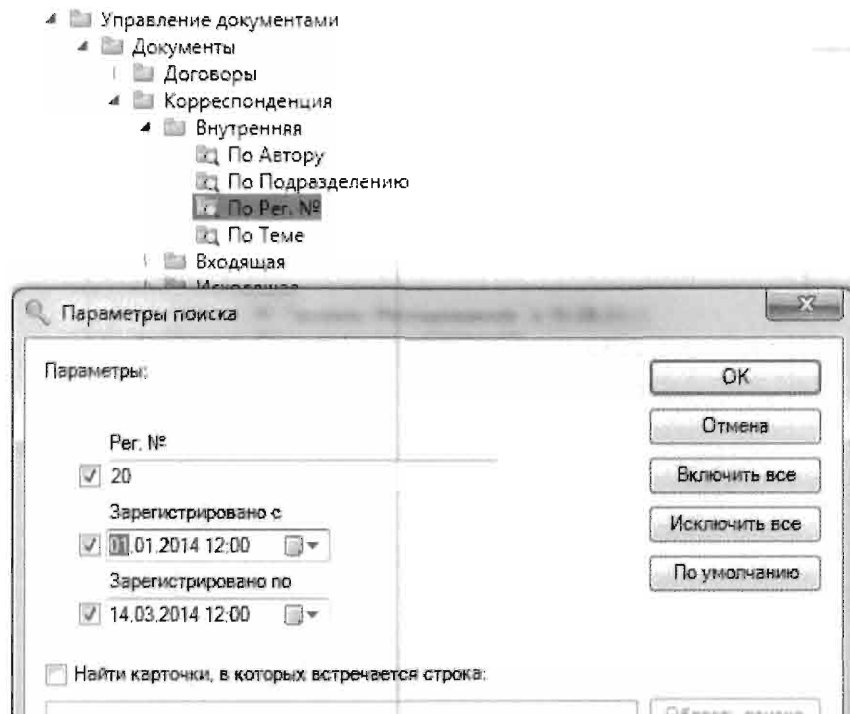 Управление документами
Документы
Договоры
Корреспонденция
Внутренняя
По Автору
По Подразделению
По Рег. №
По Теме
Входящая
Исходящая
Параметры поиска
Параметры:
OK
Отмена
Рег. №
Включить все
20
Зарегистрировано с
Исключить все
01.01.2014 12:00
Зарегистрировано по
По умолчанию
14.03.2014 12:00
Найти карточки, в которых встречается строка: